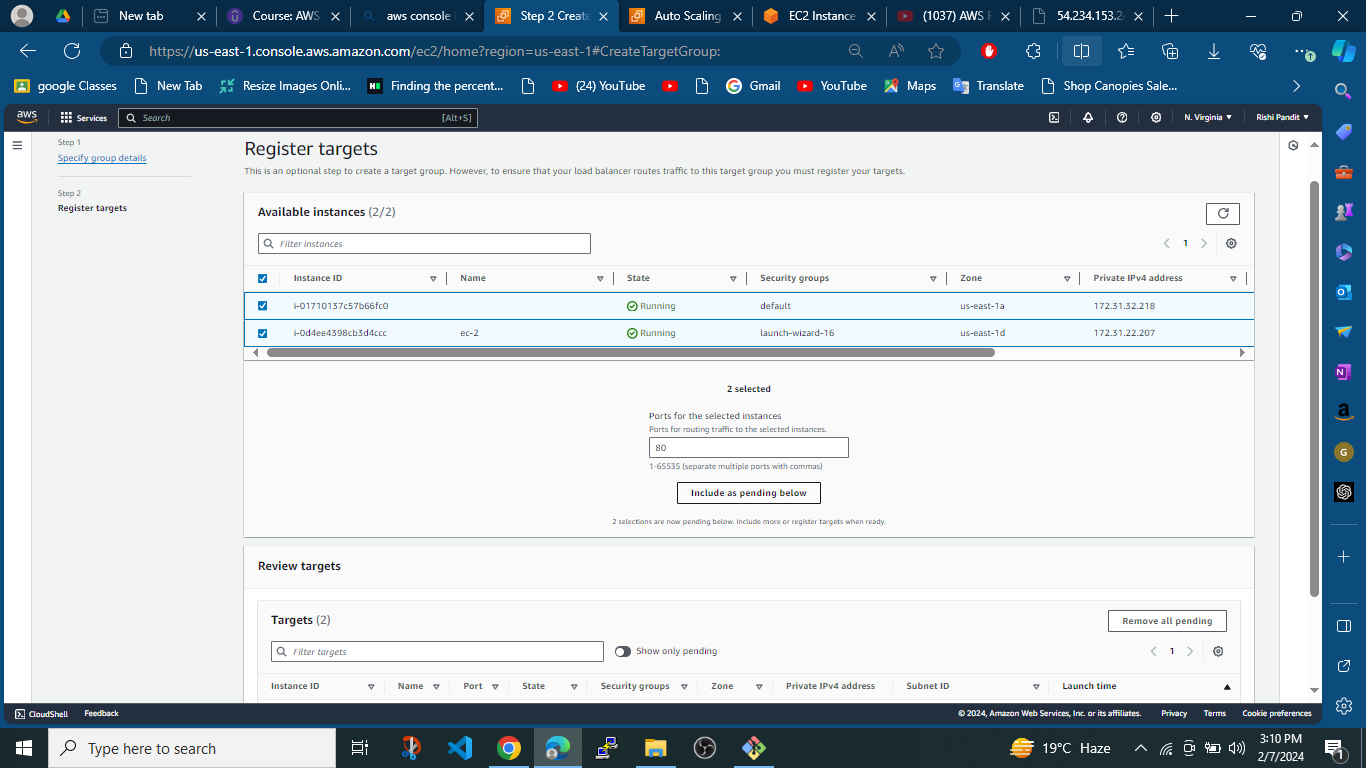 New tab
Course: AWS
aws console
Step 2 Create
Auto Scaling
EC2 Instance
(1037) AWS R
54.234.153.2
https://us-east-1.console.aws.amazon.com/ec2/home?region=us-east-1#CreateTargetGroup:
google Classes
New Tab
Resize Images Onli...
Finding the percent...
(24) YouTube
Gmail
YouTube
Maps
Translate
Shop Canopies Sale...
aws
Services
Search
[Alt+S]
N. Virginia
Rishi Pandit
Step 1
Specify group details
Step 2
Register targets
Register targets
This is an optional step to create a target group. However, to ensure that your load balancer routes traffic to this target group you must register your targets.
Available instances (2/2)
Filter instances
1
Instance ID Name State Security groups Zone Private IPv4 address
i-01710137c57b66fc0 Running default us-east-1a 172.31.32.218
i-0d4ee4398cb3d4ccc ec-2 Running launch-wizard-16 us-east-1d 172.31.22.207
2 selected
Ports for the selected instances
Ports for routing traffic to the selected instances.
80
1-65535 (separate multiple ports with commas)
Include as pending below
2 selections are now pending below. Include more or register targets when ready.
Review targets
Targets (2)
Remove all pending
Filter targets
Show only pending
1
Instance ID Name Port State Security groups Zone Private IPv4 address Subnet ID Launch time
CloudShell
Feedback
© 2024, Amazon Web Services, Inc. or its affiliates.
Privacy
Terms
Cookie preferences
Type here to search
19°C Haze
3:10 PM
2/7/2024
1